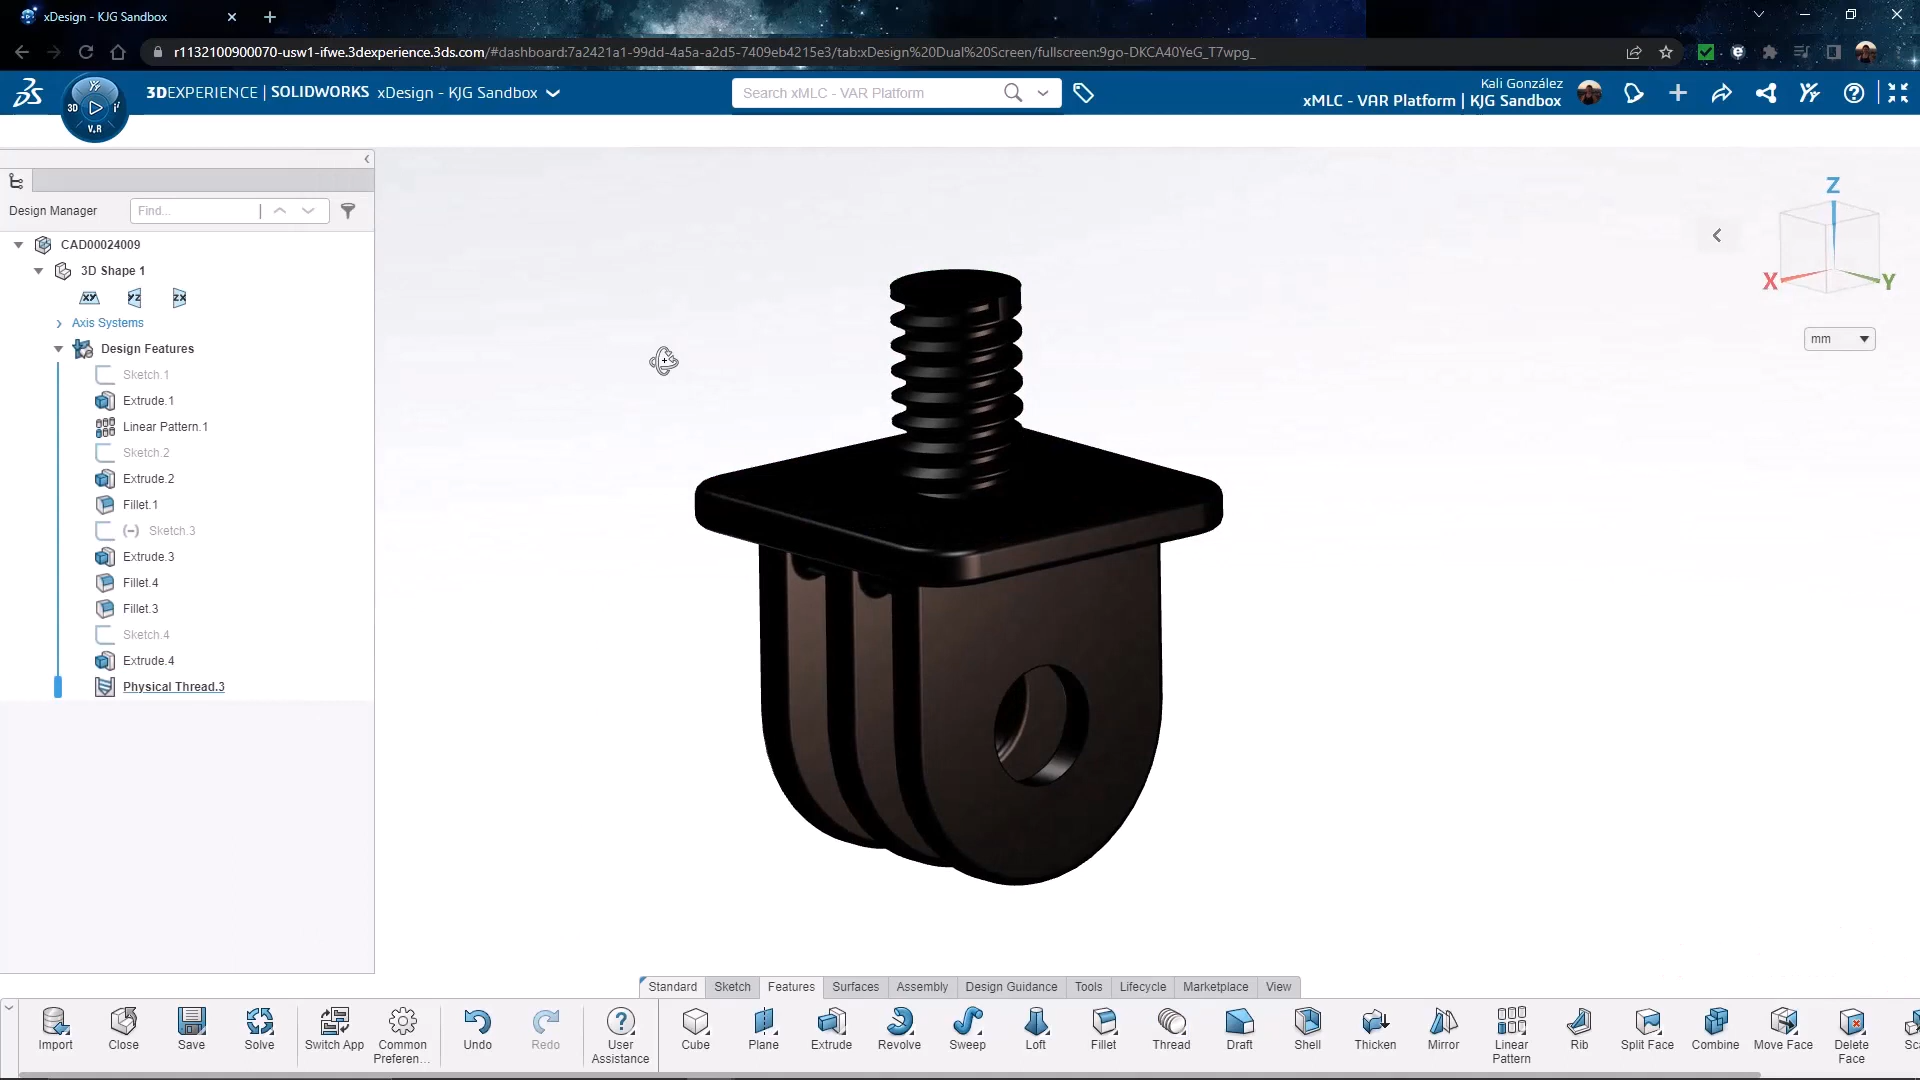 xDesign - KJG Sandbox
r1132100900070-usw1-ifwe.3dexperience.3ds.com/#dashboard:7a2421a1-99dd-4a5a-a2d5-7409eb4215e3/tab:xDesign%20Dual%20Screen/fullscreen:9go-DKCA40YeG_T7wpg_
3D
V.R
3DEXPERIENCE | SOLIDWORKS xDesign - KJG Sandbox
Search xMLC - VAR Platform
Kali González
xMLC - VAR Platform | KJG Sandbox
Design Manager
Find...
CAD00024009
3D Shape 1
XY YZ ZX
Axis Systems
Design Features
Sketch.1
Extrude.1
Linear Pattern.1
Sketch.2
Extrude.2
Fillet.1
(-) Sketch.3
Extrude.3
Fillet.4
Fillet.3
Sketch.4
Extrude.4
Physical Thread.3
Z
X
Y
mm
Standard Sketch Features Surfaces Assembly Design Guidance Tools Lifecycle Marketplace View
Import Close Save Solve Switch App Common Preferen... Undo Redo User Assistance Cube Plane Extrude Revolve Sweep Loft Fillet Thread Draft Shell Thicken Mirror Linear Pattern Rib Split Face Combine Move Face Delete Face